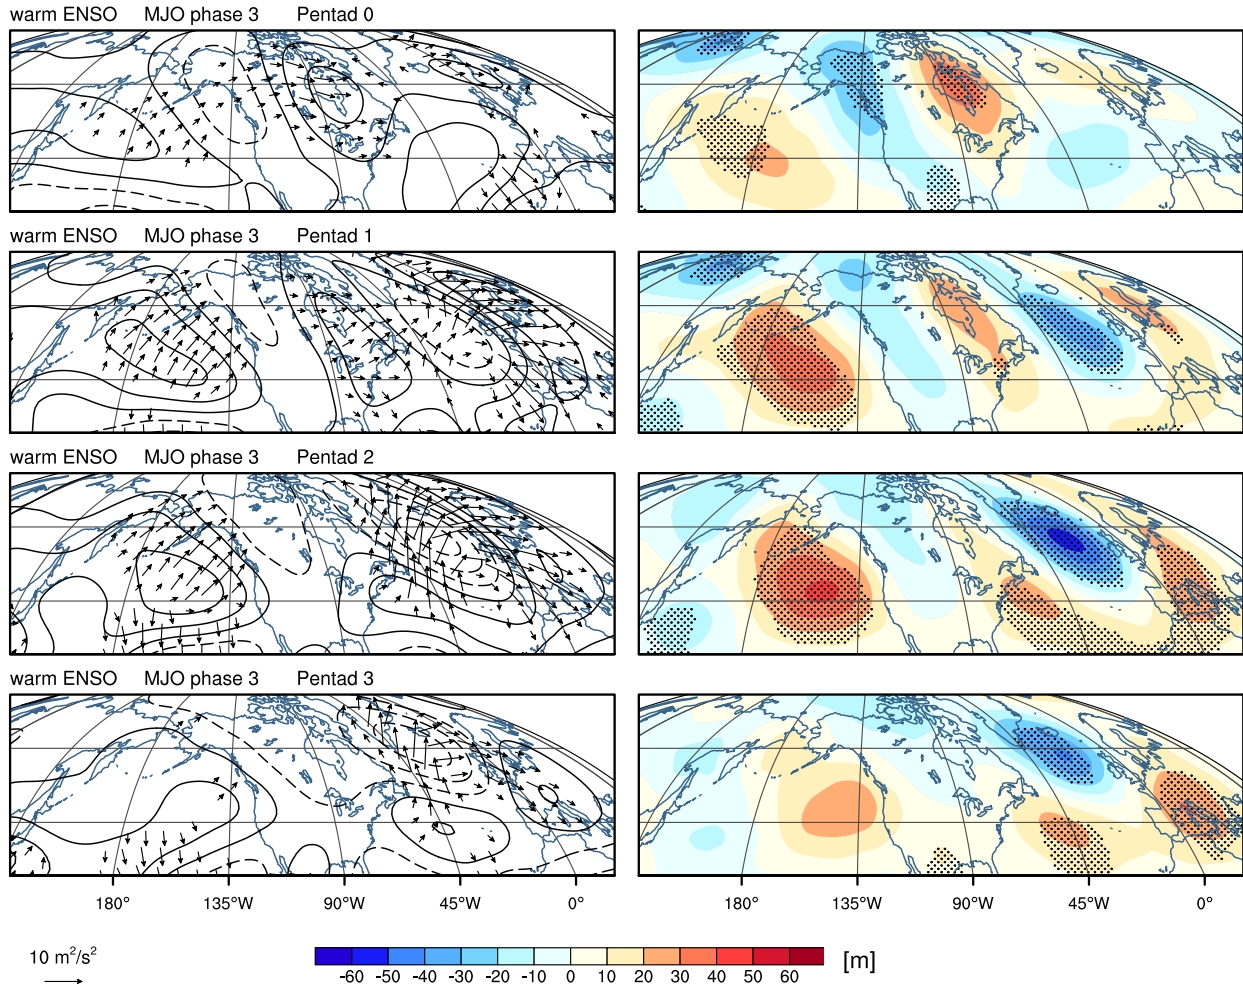 warm ENSO MJO phase 3 Pentad 0
warm ENSO MJO phase 3 Pentad 1
warm ENSO MJO phase 3 Pentad 2
warm ENSO MJO phase 3 Pentad 3
180° 135°W 90°W 45°W 0° 180° 135°W 90°W 45°W 0°
10 m²/s²
-60 -50 -40 -30 -20 -10 0 10 20 30 40 50 60 [m]